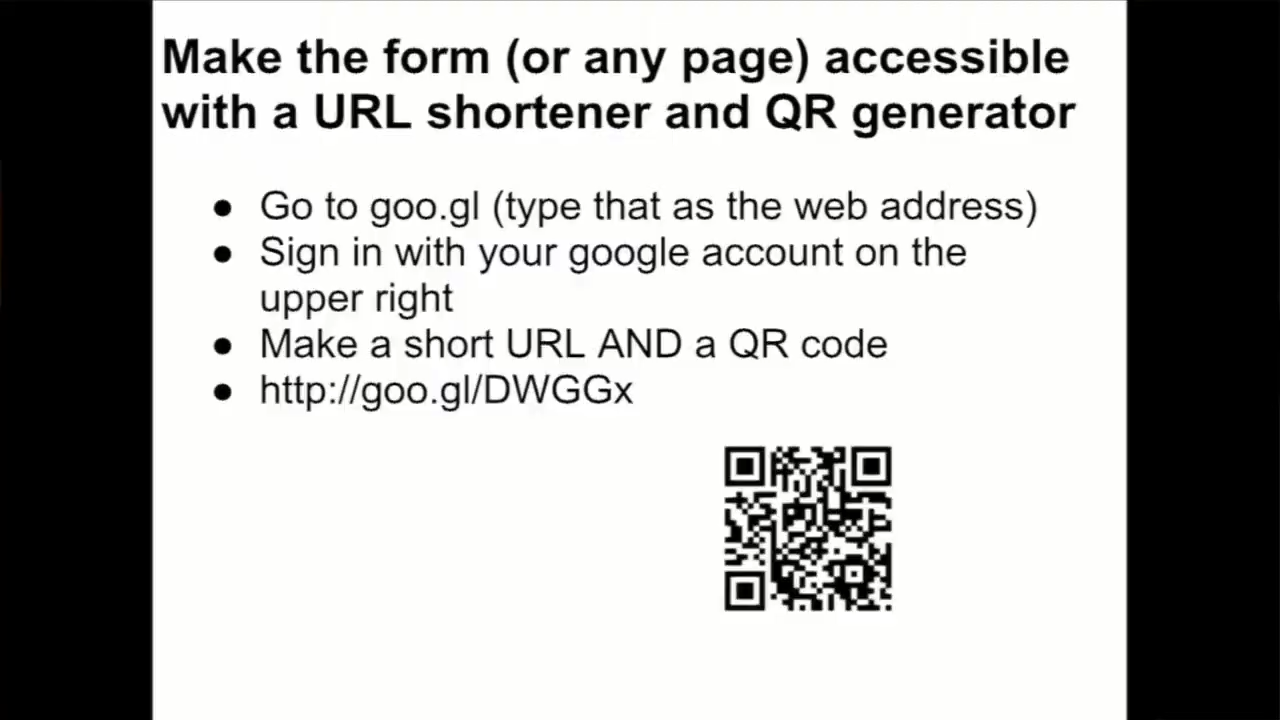 Make the form (or any page) accessible
with a URL shortener and QR generator
● Go to goo.gl (type that as the web address)
● Sign in with your google account on the
upper right
● Make a short URL AND a QR code
● http://goo.gl/DWGGx